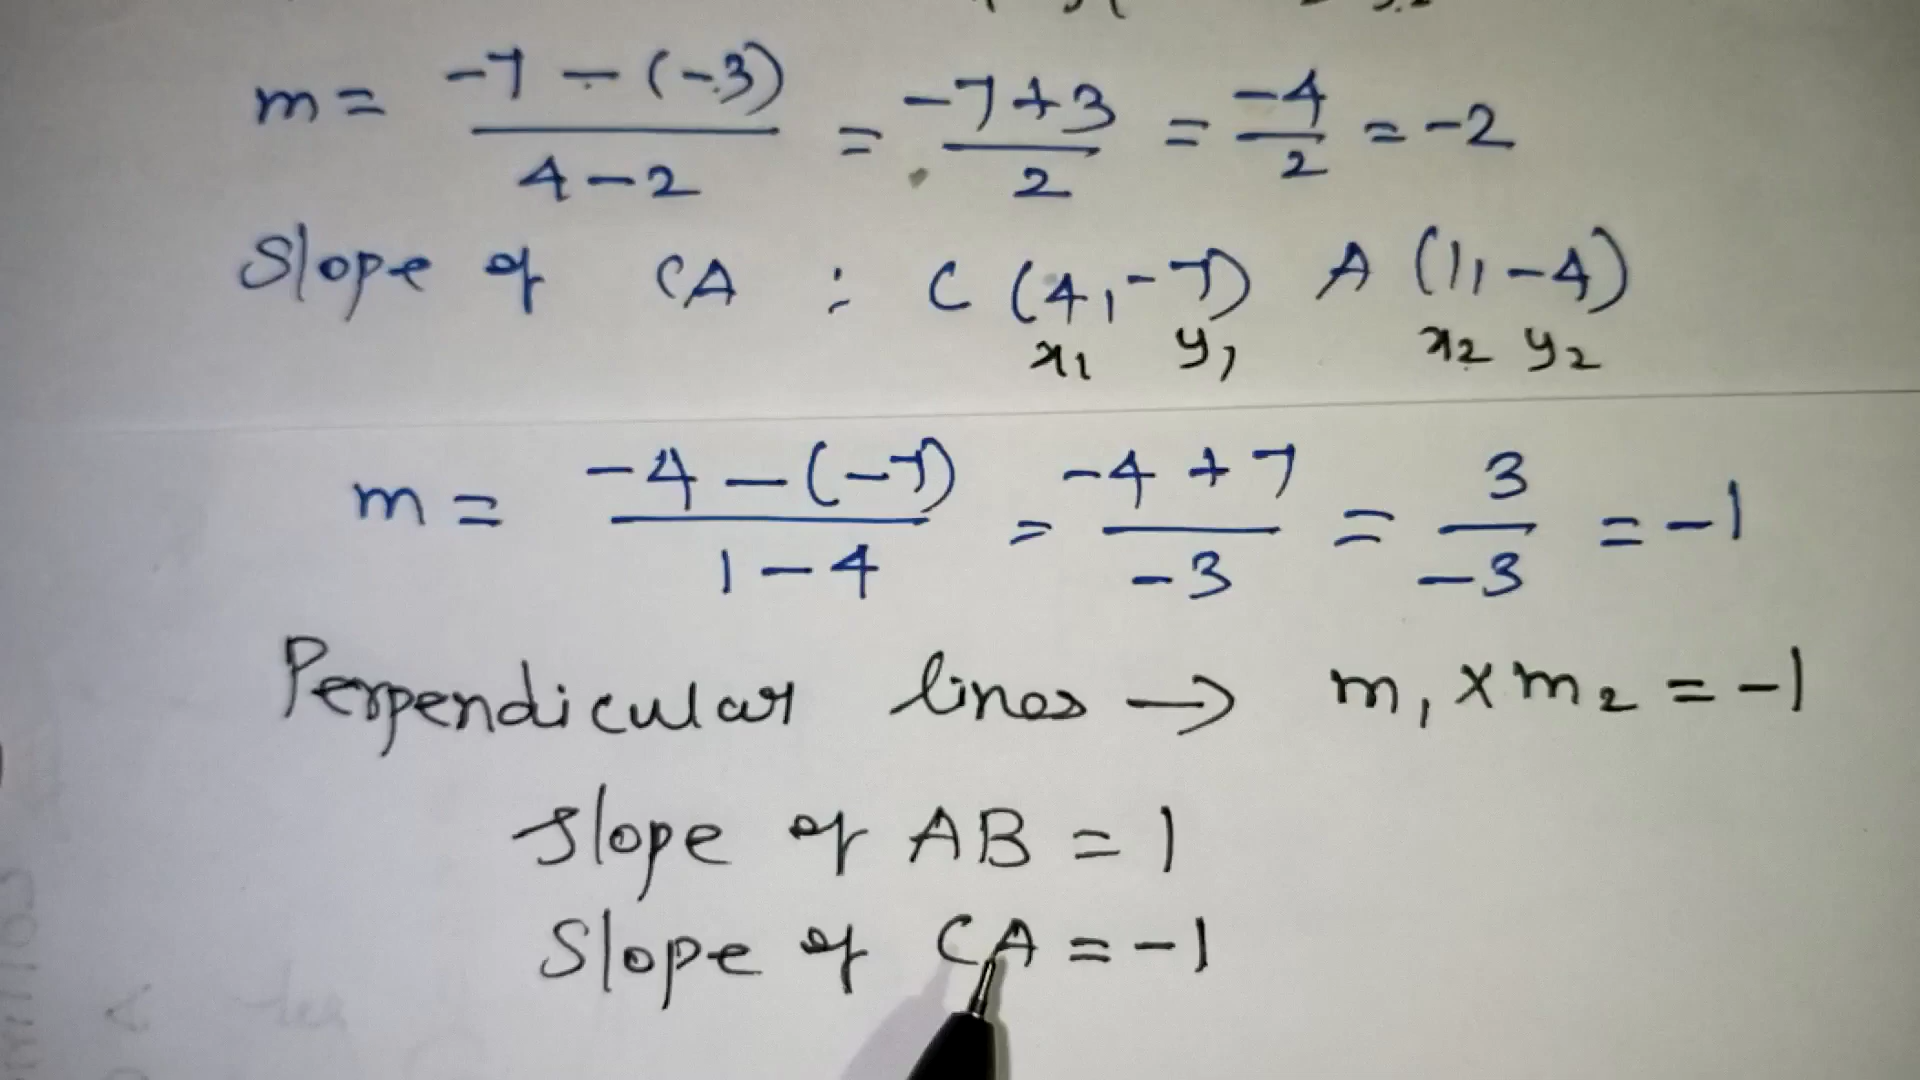 m = -7 - (-3) / 4 - 2 = -7 + 3 / 2 = -4 / 2 = -2
Slope of CA : C (4, -7) A (1, -4)
x1 y1 x2 y2
m = -4 - (-7) / 1 - 4 = -4 + 7 / -3 = 3 / -3 = -1
Perpendicular lines → m1 × m2 = -1
Slope of AB = 1
Slope of CA = -1